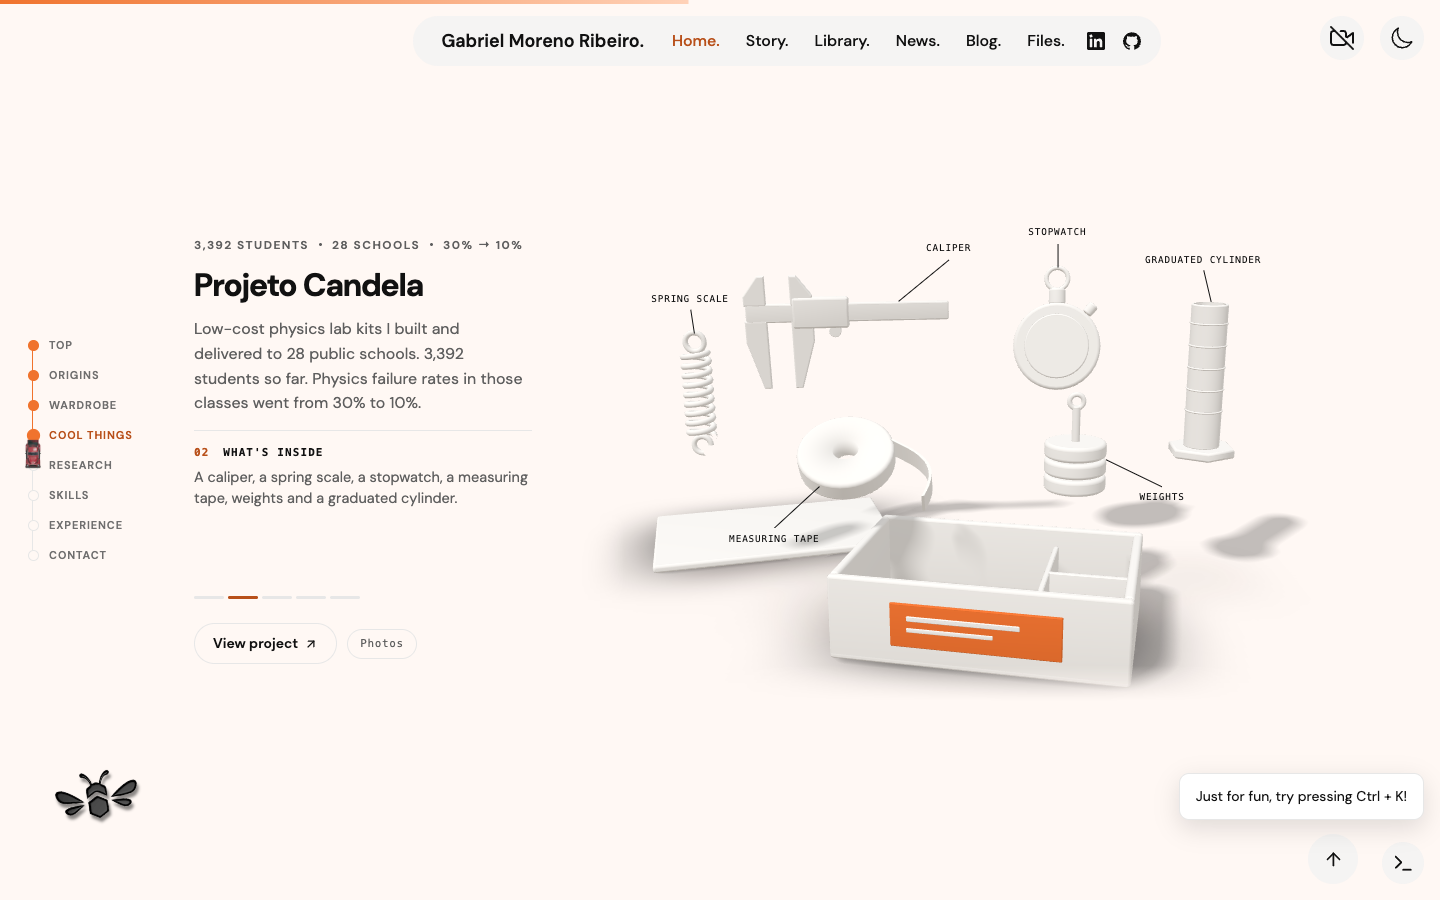 Gabriel Moreno Ribeiro.
Home.
Story.
Library.
News.
Blog.
Files.
3,392 STUDENTS • 28 SCHOOLS • 30% → 10%
Projeto Candela
Low-cost physics lab kits I built and
delivered to 28 public schools. 3,392
students so far. Physics failure rates in those
classes went from 30% to 10%.
02 WHAT'S INSIDE
A caliper, a spring scale, a stopwatch, a measuring
tape, weights and a graduated cylinder.
View project
Photos
TOP
ORIGINS
WARDROBE
COOL THINGS
RESEARCH
SKILLS
EXPERIENCE
CONTACT
STOPWATCH
CALIPER
GRADUATED CYLINDER
SPRING SCALE
WEIGHTS
MEASURING TAPE
Just for fun, try pressing Ctrl + K!